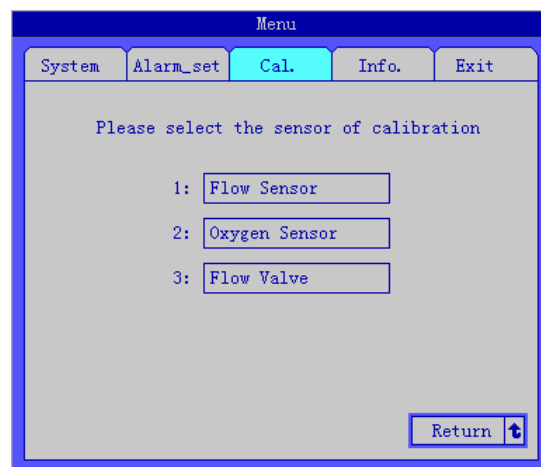 Menu
System Alarm_set Cal. Info. Exit
Please select the sensor of calibration
1: Flow Sensor
2: Oxygen Sensor
3: Flow Valve
Return